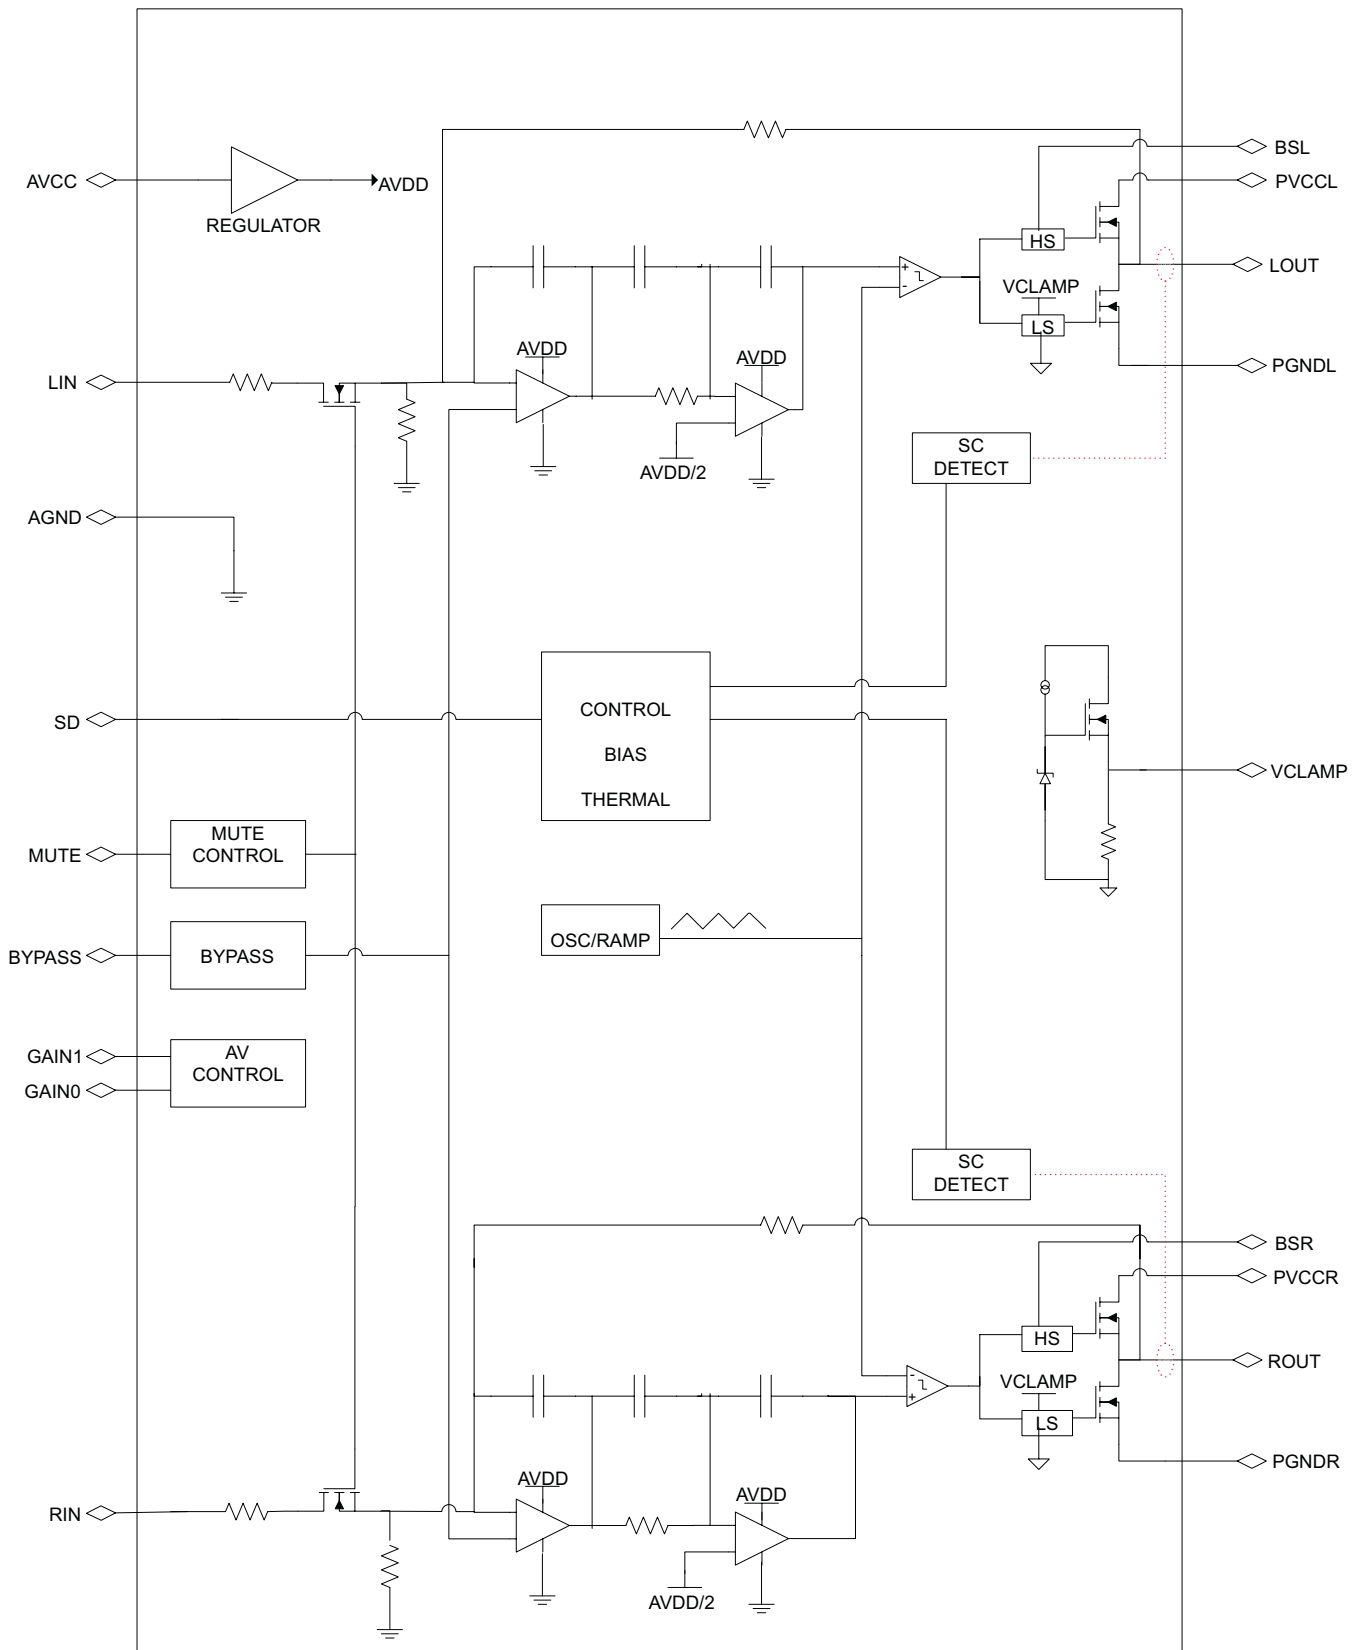 BSL
AVCC
AVDD
PVCCL
REGULATOR
HS
LOUT
VCLAMP
LS
AVDD
AVDD
LIN
PGNDL
SC
DETECT
AVDD/2
AGND
CONTROL
BIAS
THERMAL
SD
VCLAMP
MUTE
MUTE
CONTROL
OSC/RAMP
BYPASS
BYPASS
GAIN1
GAIN0
AV
CONTROL
SC
DETECT
BSR
PVCCR
HS
ROUT
VCLAMP
LS
PGNDR
AVDD
AVDD
RIN
AVDD/2